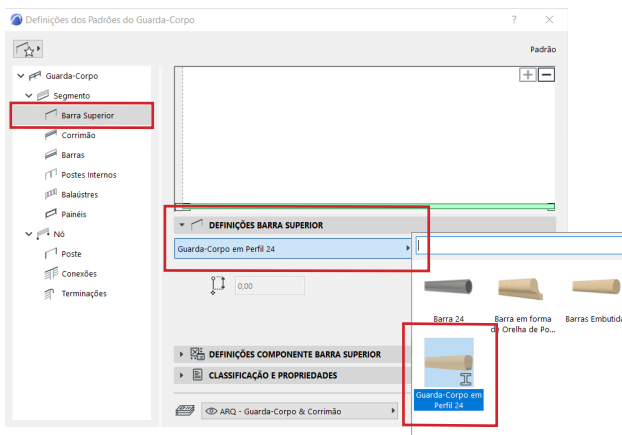 Definições dos Padrões do Guarda-Corpo
Padrão
Guarda-Corpo
Segmento
Barra Superior
Corrimão
Barras
Postes Internos
Balaústres
Painéis
Nó
Poste
Conexões
Terminações
DEFINIÇÕES BARRA SUPERIOR
Guarda-Corpo em Perfil 24
0,00
Barra 24
Barra em forma
de Orelha de Po...
Barras Embutida
Guarda-Corpo em
Perfil 24
DEFINIÇÕES COMPONENTE BARRA SUPERIOR
CLASSIFICAÇÃO E PROPRIEDADES
ARQ - Guarda-Corpo & Corrimão